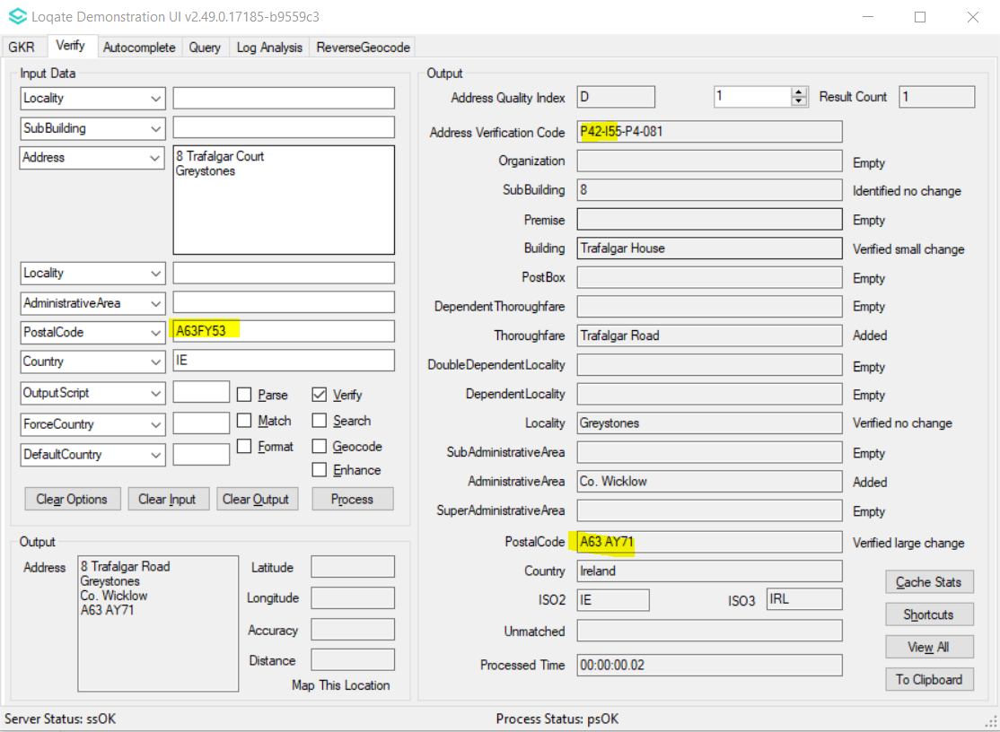 Loqate Demonstration UI v2.49.0.17185-b9559c3
GKR Verify Autocomplete Query Log Analysis ReverseGeocode
Input Data
Locality
SubBuilding
Address 8 Trafalgar Court
Greystones
Locality
AdministrativeArea
PostalCode A63FY53
Country IE
OutputScript Parse Verify
ForceCountry Match Search
DefaultCountry Format Geocode
Enhance
Clear Options Clear Input Clear Output Process
Output
Address 8 Trafalgar Road
Greystones
Co. Wicklow
A63 AY71
Latitude
Longitude
Accuracy
Distance
Map This Location
Output
Address Quality Index D 1 Result Count 1
Address Verification Code P42-I55-P4-081
Organization Empty
SubBuilding 8 Identified no change
Premise Empty
Building Trafalgar House Verified small change
PostBox Empty
DependentThoroughfare Empty
Thoroughfare Trafalgar Road Added
DoubleDependentLocality Empty
DependentLocality Empty
Locality Greystones Verified no change
SubAdministrativeArea Empty
AdministrativeArea Co. Wicklow Added
SuperAdministrativeArea Empty
PostalCode A63 AY71 Verified large change
Country Ireland
ISO2 IE ISO3 IRL
Unmatched
Processed Time 00:00:00.02
Cache Stats
Shortcuts
View All
To Clipboard
Server Status: ssOK Process Status: psOK